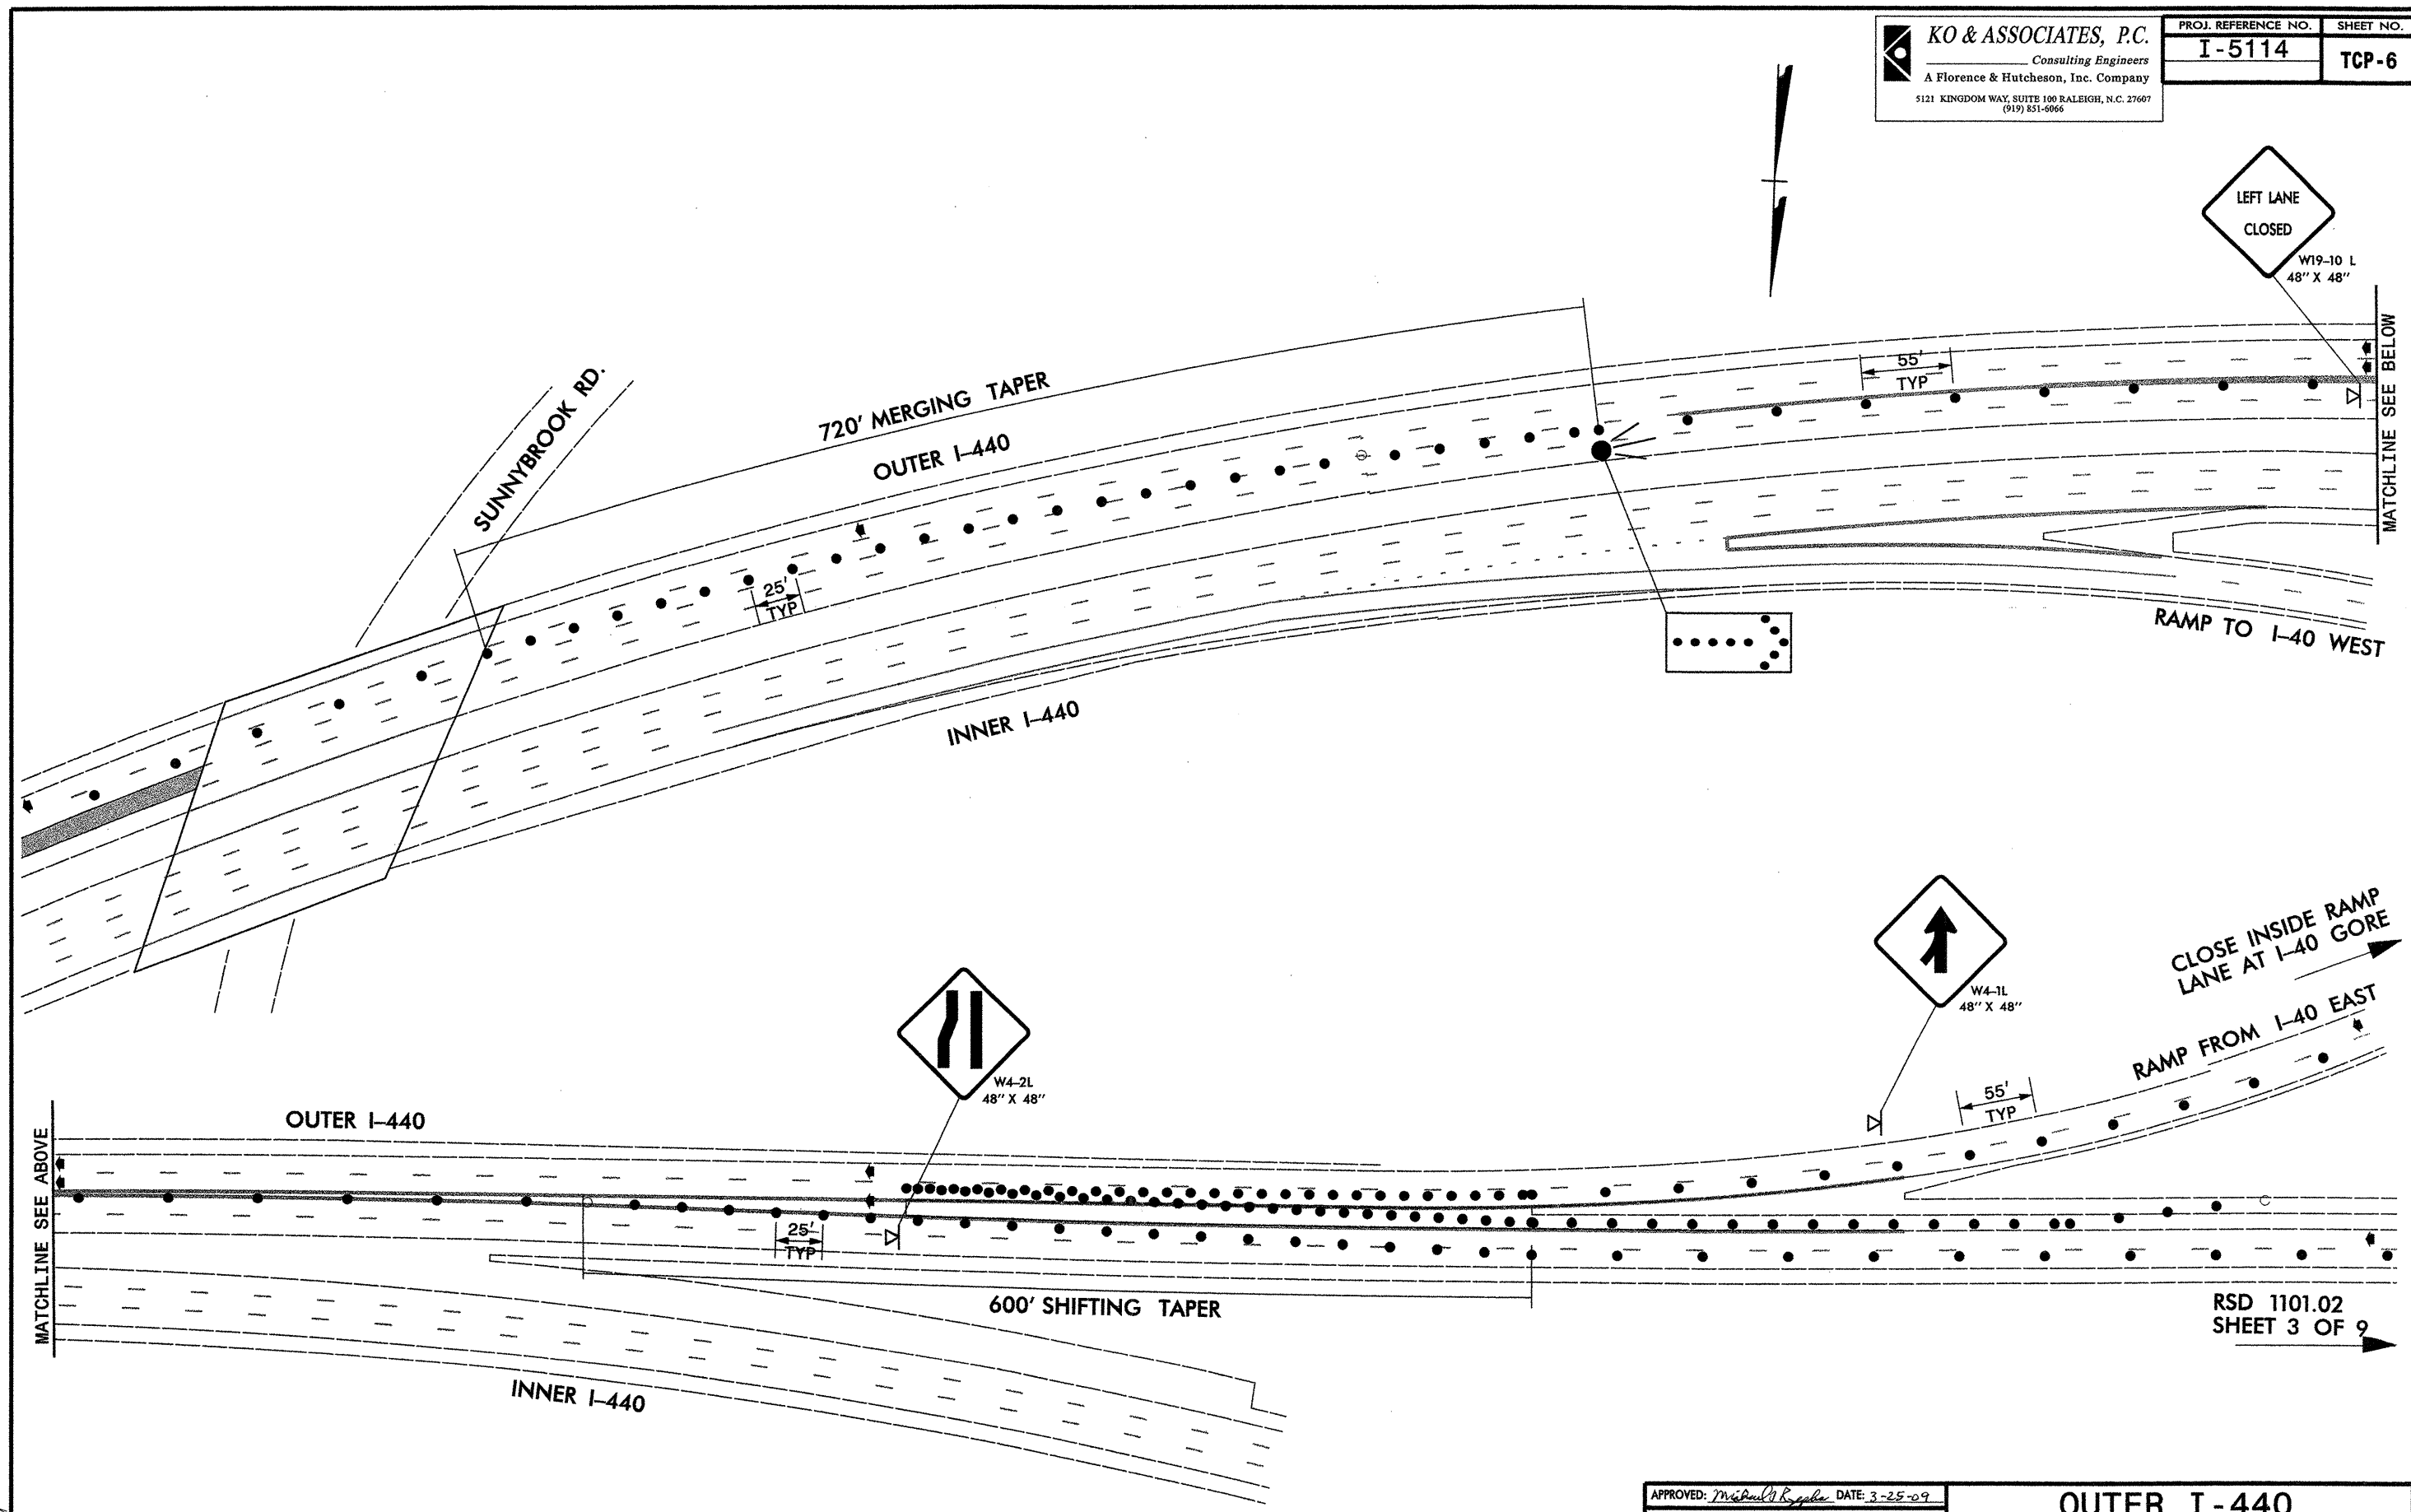 KO & ASSOCIATES, P.C.
Consulting Engineers
A Florence & Hutcheson, Inc. Company
5121 KINGDOM WAY, SUITE 100 RALEIGH, N.C. 27607
(919) 851-6066
PROJ. REFERENCE NO.
SHEET NO.
I-5114
TCP-6
LEFT LANE
CLOSED
W19-10 L
48" X 48"
MATCHLINE SEE BELOW
55'
TYP
SUNNYBROOK RD.
720' MERGING TAPER
OUTER I-440
25'
TYP
RAMP TO I-40 WEST
INNER I-440
CLOSE INSIDE RAMP
LANE AT I-40 GORE
W4-1L
48" X 48"
RAMP FROM I-40 EAST
W4-2L
48" X 48"
55'
TYP
MATCHLINE SEE ABOVE
OUTER I-440
25'
TYP
600' SHIFTING TAPER
RSD 1101.02
SHEET 3 OF 9
INNER I-440
APPROVED: DATE: 3-25-09
OUTER I-440